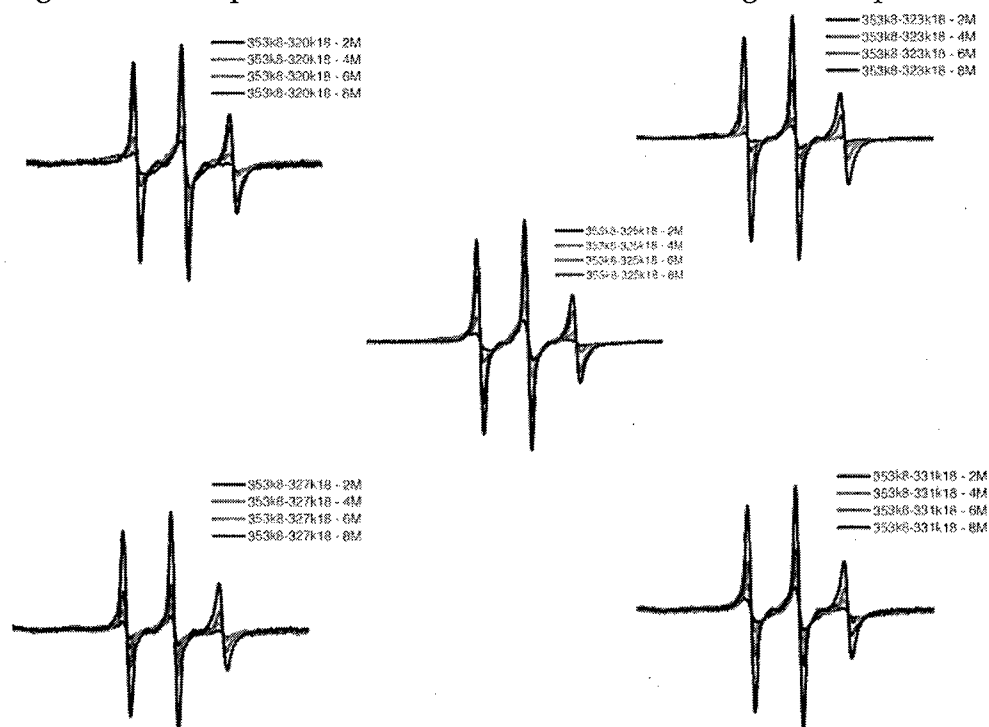 353k8-320k18 - 2M
353k8-320k18 - 4M
353k8-320k18 - 6M
353k8-320k18 - 8M
353k8-323k18 - 2M
353k8-323k18 - 4M
353k8-323k18 - 6M
353k8-323k18 - 8M
353k8-325k18 - 2M
353k8-325k18 - 4M
353k8-325k18 - 6M
353k8-325k18 - 8M
353k8-327k18 - 2M
353k8-327k18 - 4M
353k8-327k18 - 6M
353k8-327k18 - 8M
353k8-331k18 - 2M
353k8-331k18 - 4M
353k8-331k18 - 6M
353k8-331k18 - 8M